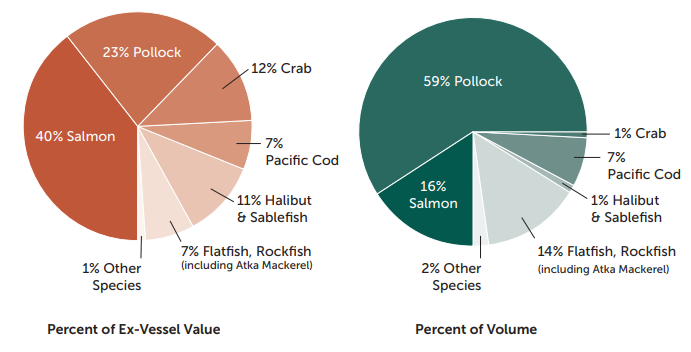 23% Pollock
12% Crab
40% Salmon
7%
Pacific Cod
11% Halibut
& Sablefish
7% Flatfish, Rockfish
(including Atka Mackerel)
1% Other
Species
Percent of Ex-Vessel Value
59% Pollock
1% Crab
7%
Pacific Cod
16%
Salmon
1% Halibut
& Sablefish
14% Flatfish, Rockfish
(including Atka Mackerel)
2% Other
Species
Percent of Volume